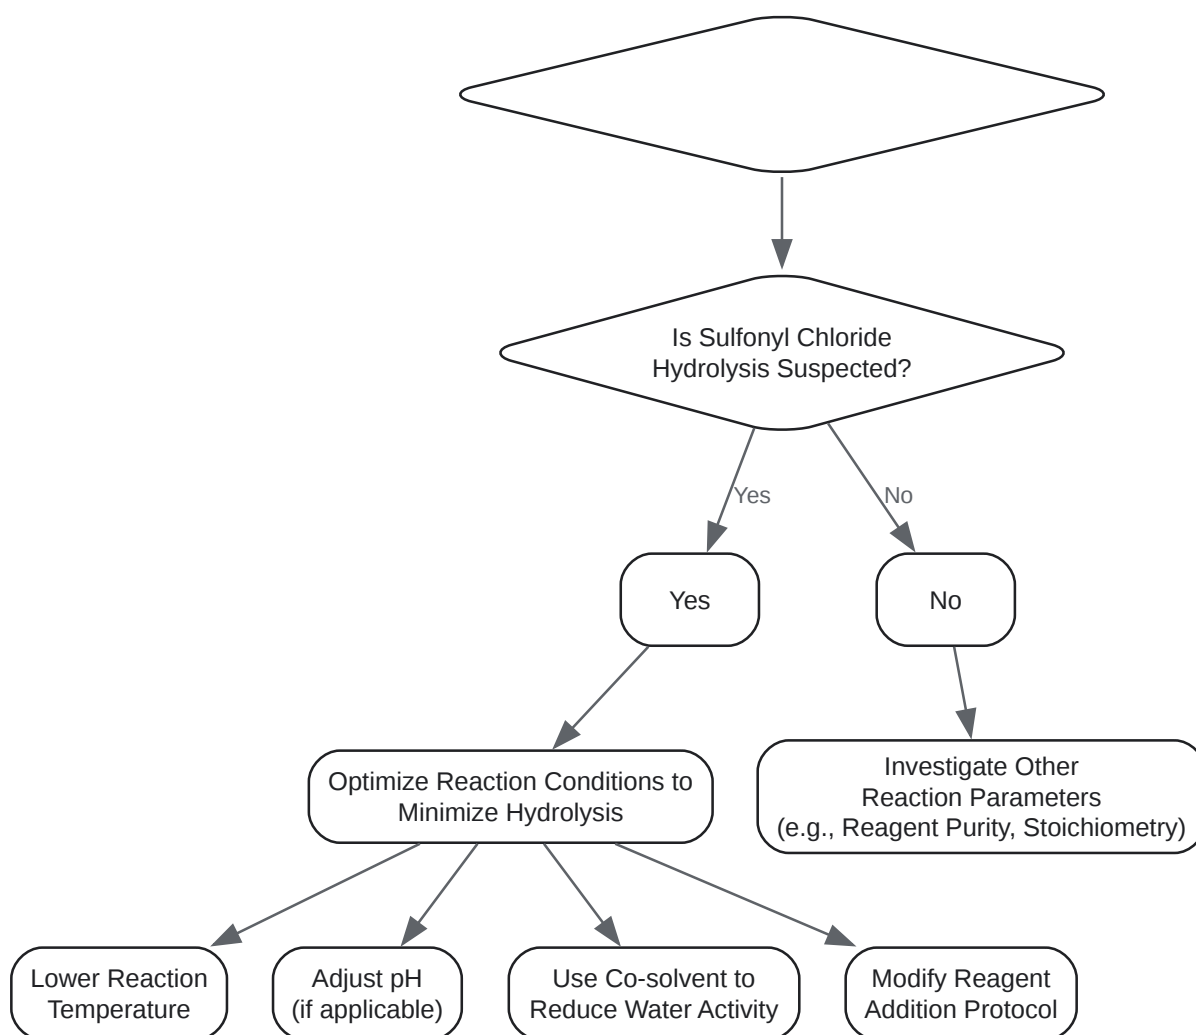 Is Sulfonyl Chloride
Hydrolysis Suspected?
Yes
No
Yes
No
Optimize Reaction Conditions to
Minimize Hydrolysis
Investigate Other
Reaction Parameters
(e.g., Reagent Purity, Stoichiometry)
Lower Reaction
Temperature
Adjust pH
(if applicable)
Use Co-solvent to
Reduce Water Activity
Modify Reagent
Addition Protocol